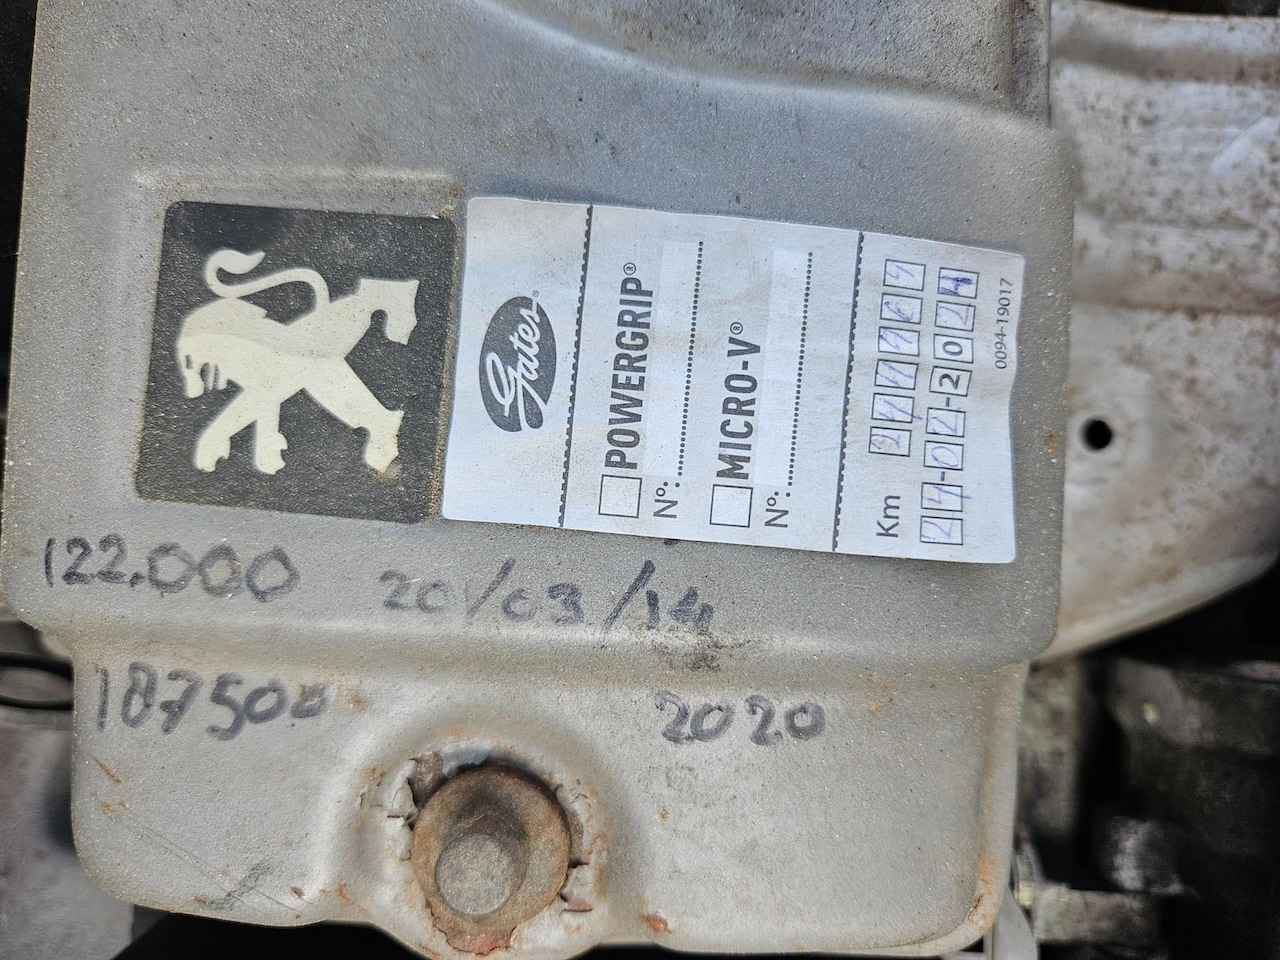 Gates®
POWERGRIP®
N°:
MICRO-V®
N°:
Km
24-02-2024
0094-19017
122.000 20/03/14
187500 2020